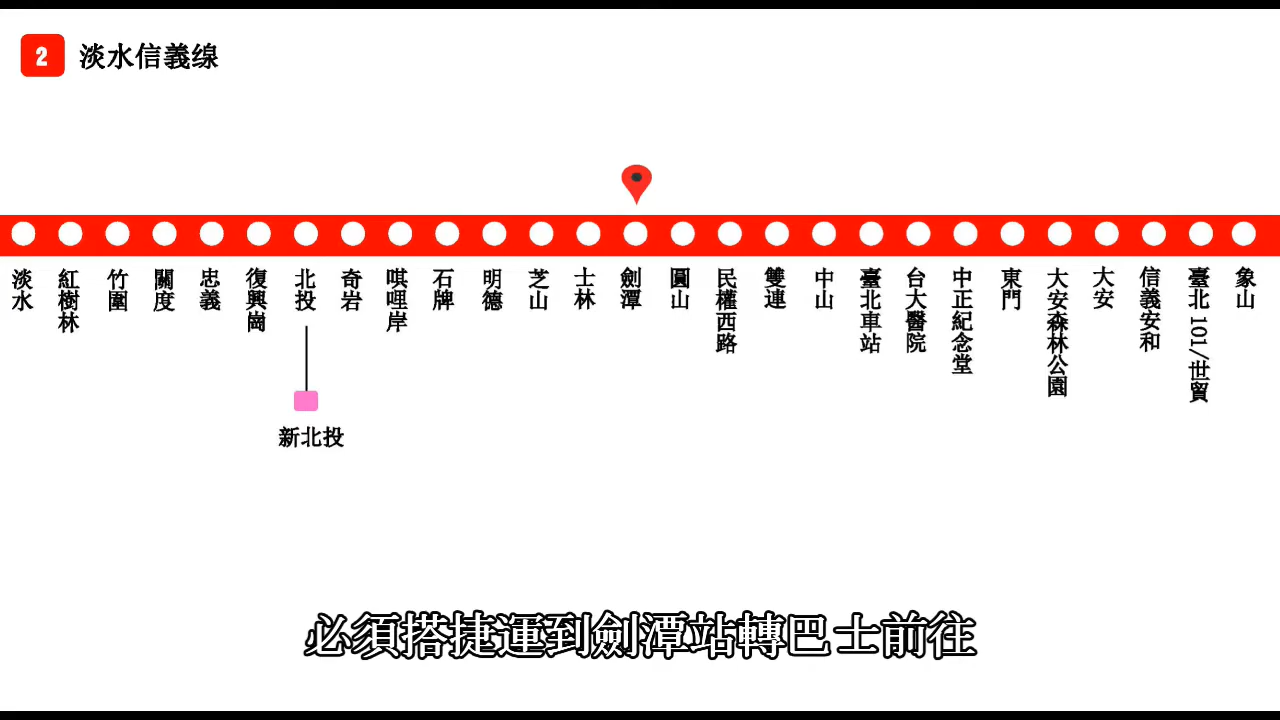 2 淡水信義缐
淡水
紅樹林
竹圍
關度
忠義
復興崗
北投
奇岩
唭哩岸
石牌
明德
芝山
士林
劍潭
圓山
民權西路
雙連
中山
臺北車站
台大醫院
中正紀念堂
東門
大安森林公園
大安
信義安和
臺北 101/世貿
象山
新北投
必須搭捷運到劍潭站轉巴士前往